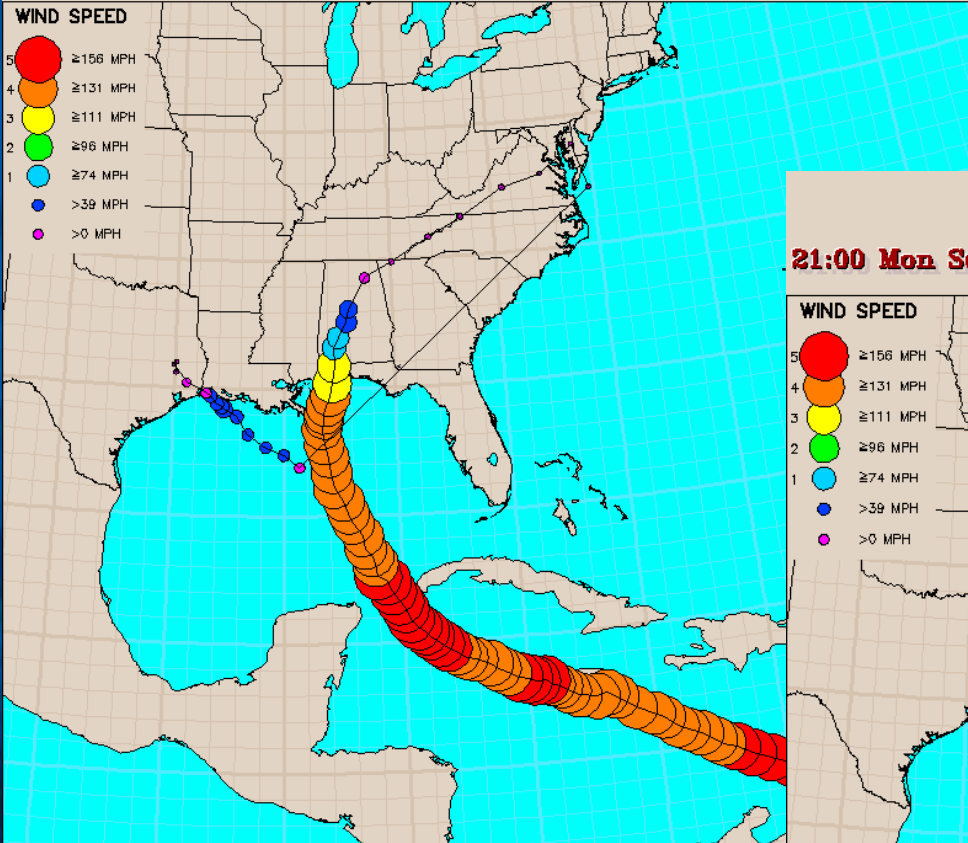 WIND SPEED
5 ≥156 MPH
4 ≥131 MPH
3 ≥111 MPH
2 ≥96 MPH
1 ≥74 MPH
>39 MPH
>0 MPH
21:00 Mon S
WIND SPEED
5 ≥156 MPH
4 ≥131 MPH
3 ≥111 MPH
2 ≥96 MPH
1 ≥74 MPH
>39 MPH
>0 MPH